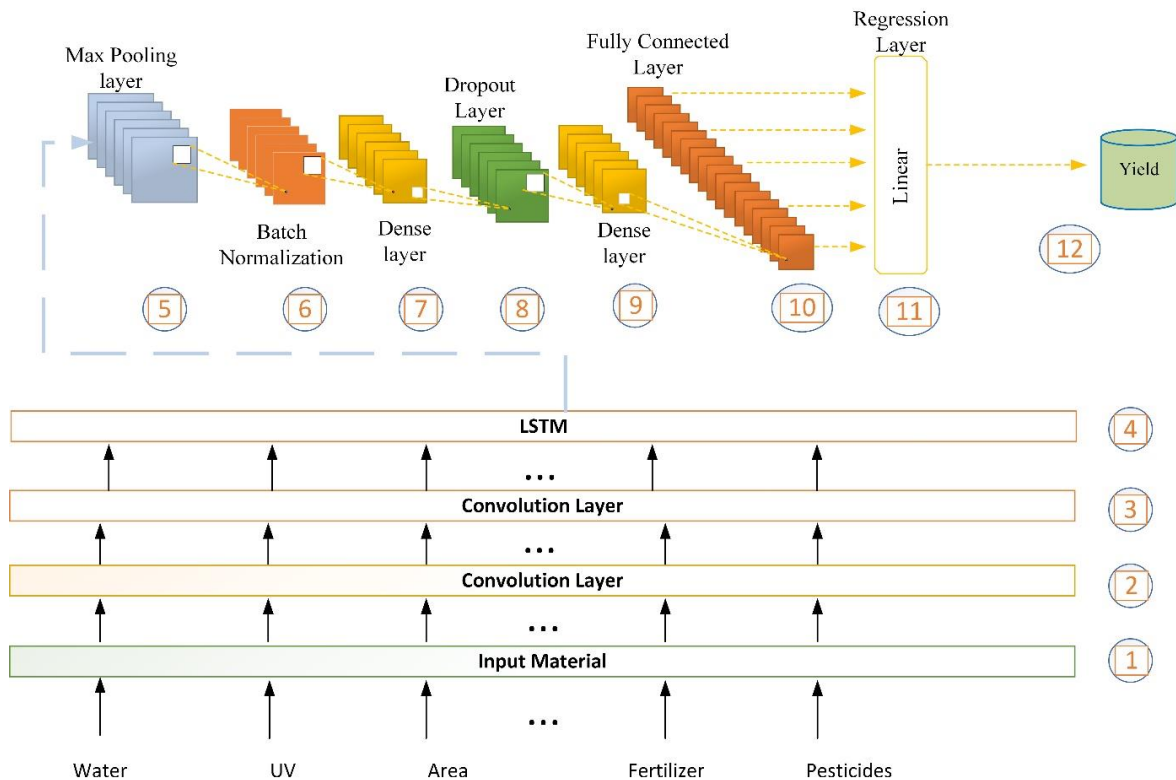 Regression
Layer
Fully Connected
Layer
Max Pooling
layer
Dropout
Layer
Linear
Yield
Batch
Normalization
Dense
layer
Dense
layer
12
5
6
7
8
9
10
11
LSTM
4
...
Convolution Layer
3
...
Convolution Layer
2
...
Input Material
1
...
Water UV Area Fertilizer Pesticides